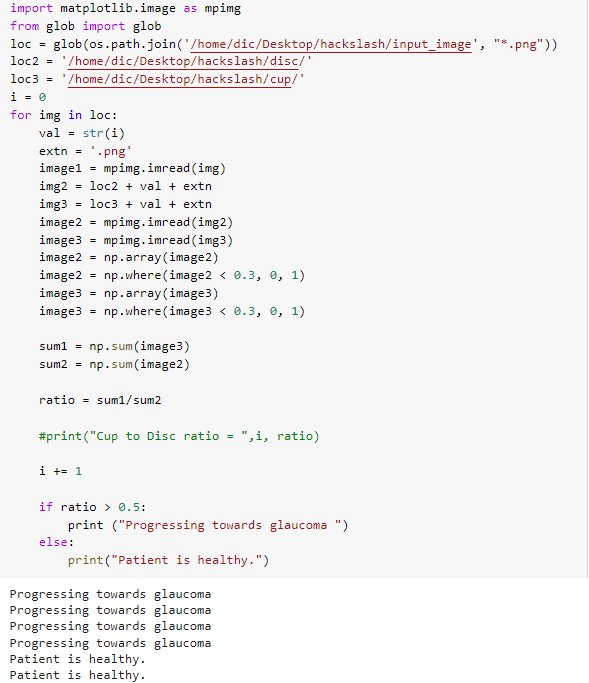 import matplotlib.image as mpimg
from glob import glob
loc = glob(os.path.join('/home/dic/Desktop/hackslash/input_image', "*.png"))
loc2 = '/home/dic/Desktop/hackslash/disc/'
loc3 = '/home/dic/Desktop/hackslash/cup/'
i = 0
for img in loc:
    val = str(i)
    extn = '.png'
    image1 = mpimg.imread(img)
    img2 = loc2 + val + extn
    img3 = loc3 + val + extn
    image2 = mpimg.imread(img2)
    image3 = mpimg.imread(img3)
    image2 = np.array(image2)
    image2 = np.where(image2 < 0.3, 0, 1)
    image3 = np.array(image3)
    image3 = np.where(image3 < 0.3, 0, 1)

    sum1 = np.sum(image3)
    sum2 = np.sum(image2)

    ratio = sum1/sum2

    #print("Cup to Disc ratio = ",i, ratio)

    i += 1

    if ratio > 0.5:
        print ("Progressing towards glaucoma ")
    else:
        print("Patient is healthy.")

Progressing towards glaucoma
Progressing towards glaucoma
Progressing towards glaucoma
Progressing towards glaucoma
Patient is healthy.
Patient is healthy.